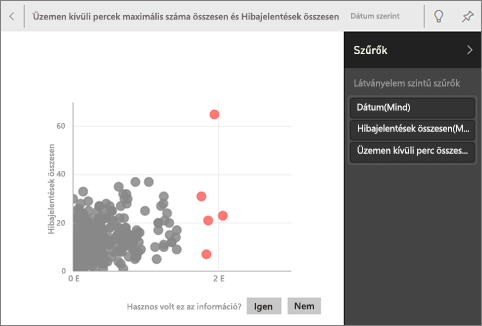 Üzemen kívüli percek maximális száma összesen és Hibajelentések összesen Dátum szerint
Szűrők
Látványelem szintű szűrők
Dátum(Mind)
Hibajelentések összesen(M...
Üzemen kívüli perc összes...
Hibajelentések összesen
60
40
20
0
0 E
2 E
Hasznos volt ez az információ? Igen Nem